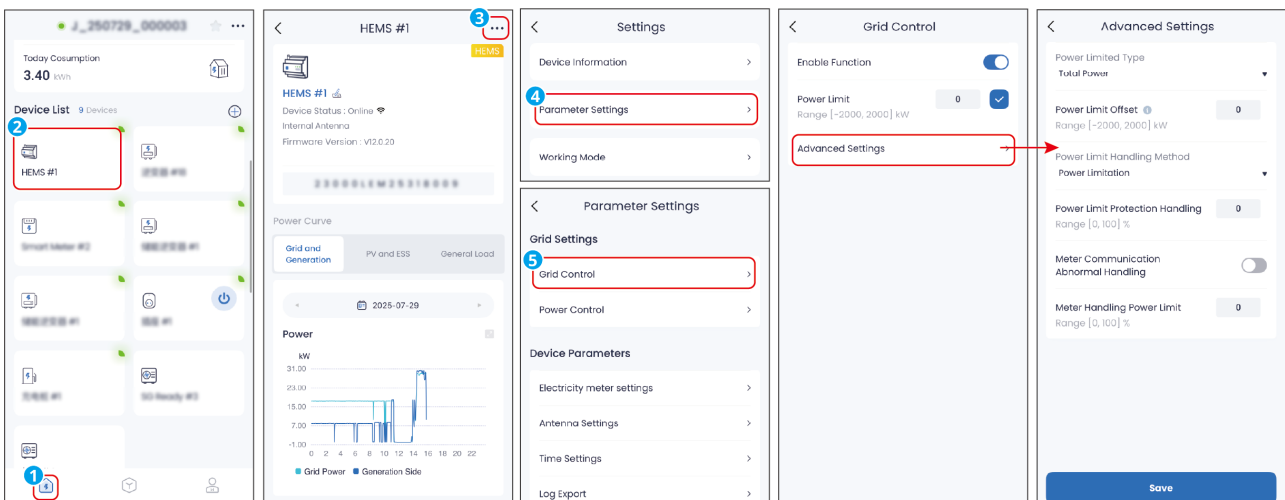 J_250729_000003
Today Cosumption
3.40 kWh
Device List 9 Devices
2
HEMS #1
Smart Meter #2
SG Ready #3
1
HEMS #1
3
HEMS
HEMS #1
Device Status : Online
Internal Antenna
Firmware Version : V12.0.20
Power Curve
Grid and
Generation
PV and ESS
General Load
2025-07-29
Power
kW
31.00
23.00
15.00
7.00
-1.00
0 2 4 6 8 10 12 14 16 18 20 22
Grid Power
Generation Side
Settings
Device Information
4
Parameter Settings
Working Mode
Parameter Settings
Grid Settings
5
Grid Control
Power Control
Device Parameters
Electricity meter settings
Antenna Settings
Time Settings
Log Export
Grid Control
Enable Function
Power Limit
0
Range [-2000, 2000] kW
Advanced Settings
Advanced Settings
Power Limited Type
Total Power
Power Limit Offset
0
Range [-2000, 2000] kW
Power Limit Handling Method
Power Limitation
Power Limit Protection Handling
0
Range [0, 100] %
Meter Communication
Abnormal Handling
Meter Handling Power Limit
0
Range [0, 100] %
Save